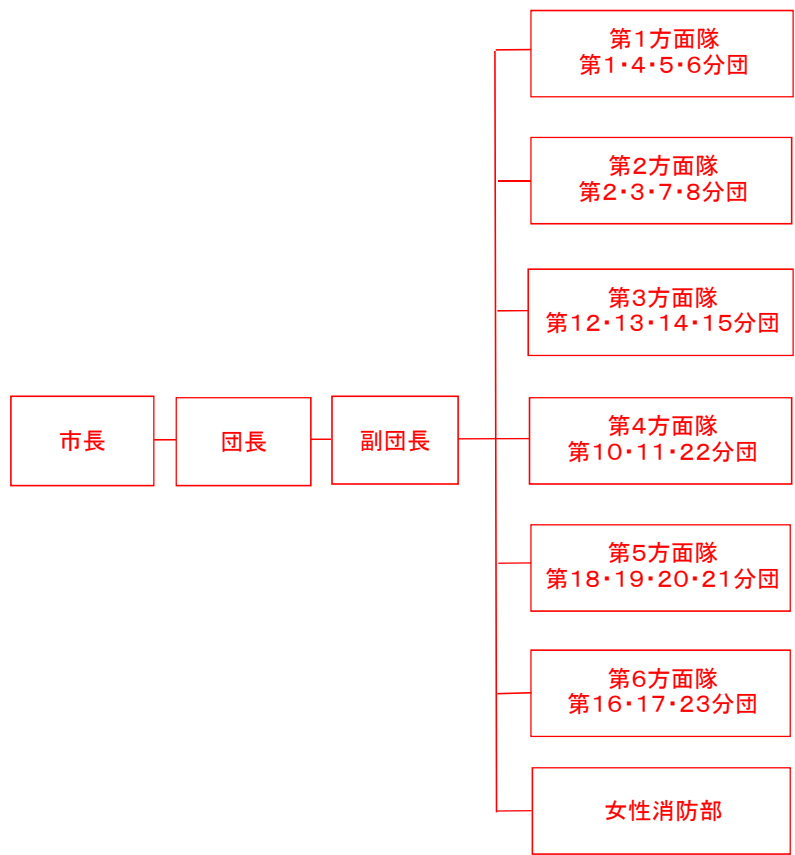 市長
団長
副団長
第１方面隊
第１・４・５・６分団
第２方面隊
第２・３・７・８分団
第３方面隊
第１２・１３・１４・１５分団
第４方面隊
第１０・１１・２２分団
第５方面隊
第１８・１９・２０・２１分団
第６方面隊
第１６・１７・２３分団
女性消防部